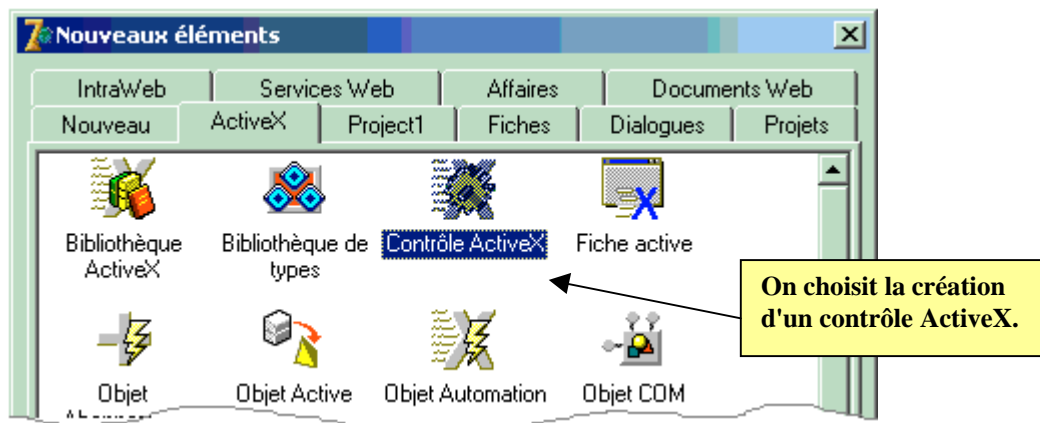 Nouveaux éléments
IntraWeb Services Web Affaires Documents Web
Nouveau ActiveX Project1 Fiches Dialogues Projets
Bibliothèque ActiveX
Bibliothèque de types
Contrôle ActiveX
Fiche active
On choisit la création
d'un contrôle ActiveX.
Objet
Objet Active
Objet Automation
Objet COM